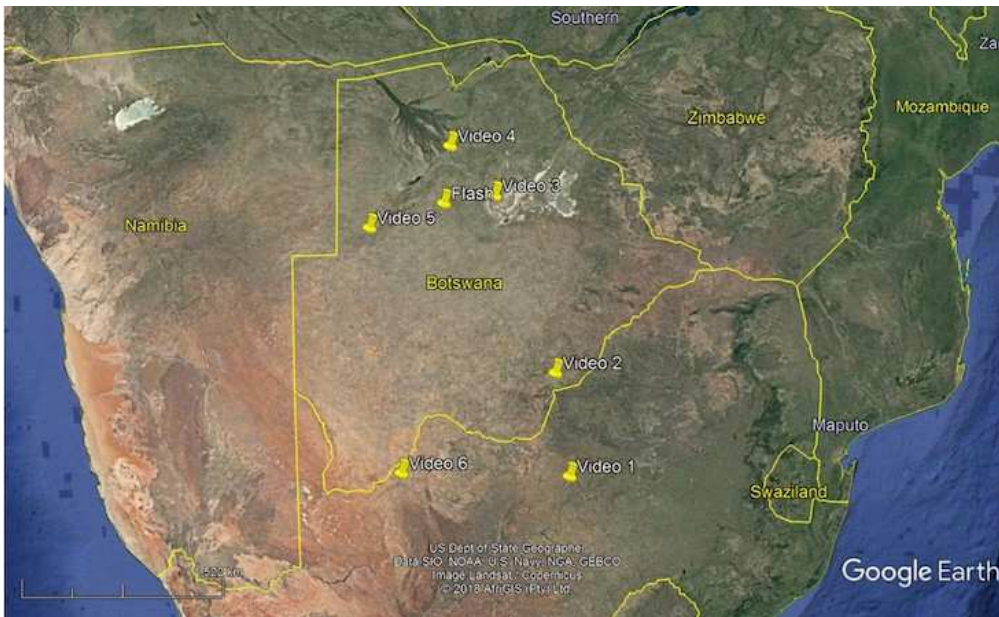 Southern
Za
Mozambique
Zimbabwe
Video 4
Video 3
Flash
Video 5
Namibia
Botswana
Video 2
Maputo
Video 6
Video 1
Swaziland
US Dept of State Geographer
Data SIO, NOAA, U.S. Navy, NGA, GEBCO
Image Landsat / Copernicus
© 2018 AfriGIS (Pty) Ltd.
Google Earth